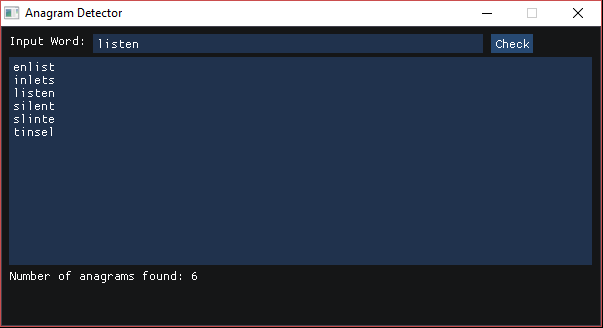 Anagram Detector
Input Word: listen Check
enlist
inlets
listen
silent
slinte
tinsel
Number of anagrams found: 6